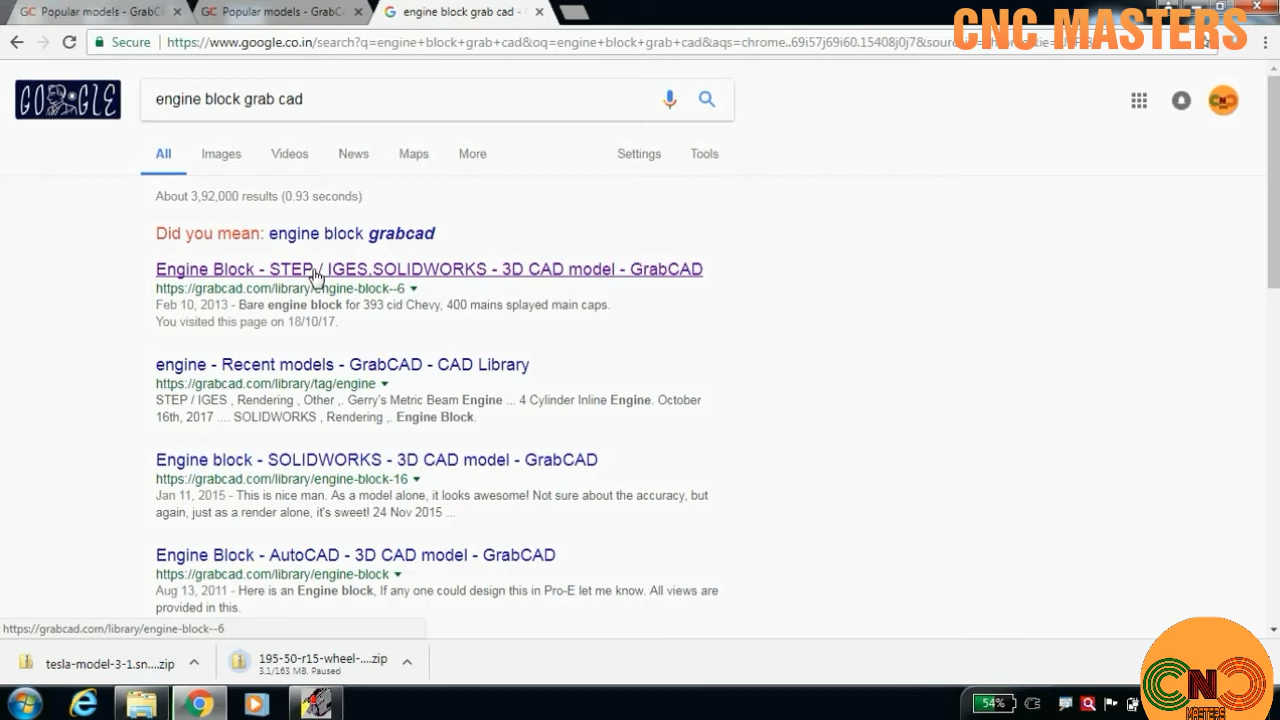 GC Popular models - GrabC
GC Popular models - GrabC
engine block grab cad -
CNC MASTERS
Secure
https://www.google.co.in/search?q=engine+block+grab+cad&oq=engine+block+grab+cad&aqs=chrome..69i57j69i60.15408j0j7&sourc
GOOGLE
engine block grab cad
All
Images
Videos
News
Maps
More
Settings
Tools
About 3,92,000 results (0.93 seconds)
Did you mean: engine block grabcad
Engine Block - STEP / IGES,SOLIDWORKS - 3D CAD model - GrabCAD
https://grabcad.com/library/engine-block--6
Feb 10, 2013 - Bare engine block for 393 cid Chevy, 400 mains splayed main caps.
You visited this page on 18/10/17.
engine - Recent models - GrabCAD - CAD Library
https://grabcad.com/library/tag/engine
STEP / IGES , Rendering , Other ,. Gerry's Metric Beam Engine ... 4 Cylinder Inline Engine. October
16th, 2017 .... SOLIDWORKS , Rendering ,. Engine Block.
Engine block - SOLIDWORKS - 3D CAD model - GrabCAD
https://grabcad.com/library/engine-block-16
Jan 11, 2015 - This is nice man. As a model alone, it looks awesome! Not sure about the accuracy, but
again, just as a render alone, it's sweet! 24 Nov 2015 ...
Engine Block - AutoCAD - 3D CAD model - GrabCAD
https://grabcad.com/library/engine-block
Aug 13, 2011 - Here is an Engine block, If any one could design this in Pro-E let me know. All views are
provided in this.
https://grabcad.com/library/engine-block--6
tesla-model-3-1.sn....zip
195-50-r15-wheel-....zip
3.1/163 MB, Paused
54%
CNC
MASTERS